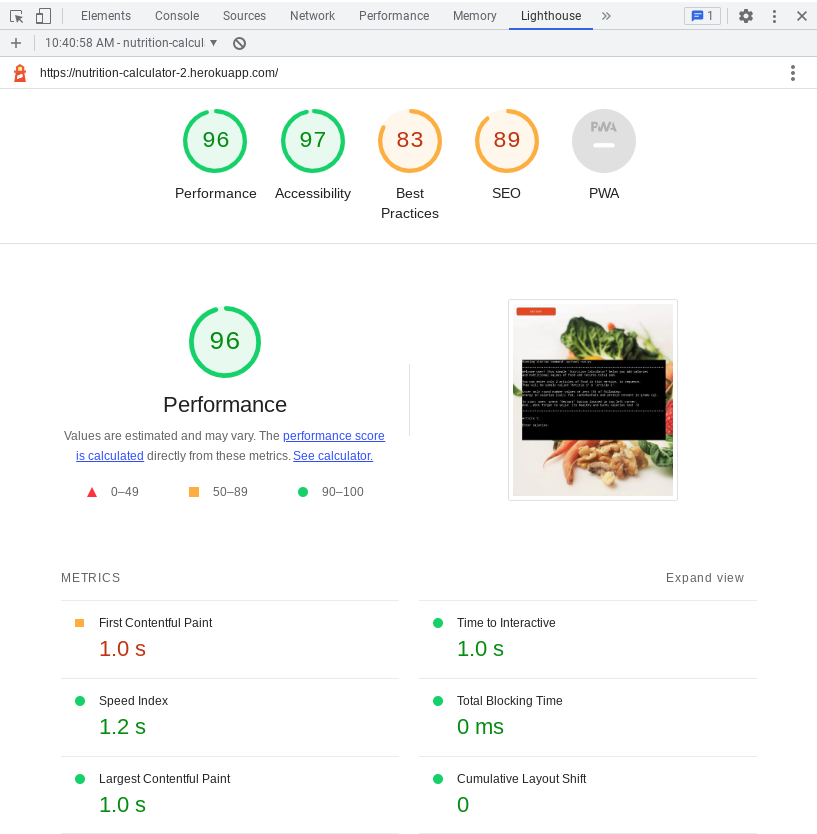 Elements Console Sources Network Performance Memory Lighthouse » 1
10:40:58 AM - nutrition-calcul
https://nutrition-calculator-2.herokuapp.com/
96 97 83 89 PWA
Performance Accessibility Best Practices SEO PWA
96
Performance
Values are estimated and may vary. The performance score
is calculated directly from these metrics. See calculator.
0–49 50–89 90–100
METRICS Expand view
First Contentful Paint
1.0 s
Time to Interactive
1.0 s
Speed Index
1.2 s
Total Blocking Time
0 ms
Largest Contentful Paint
1.0 s
Cumulative Layout Shift
0